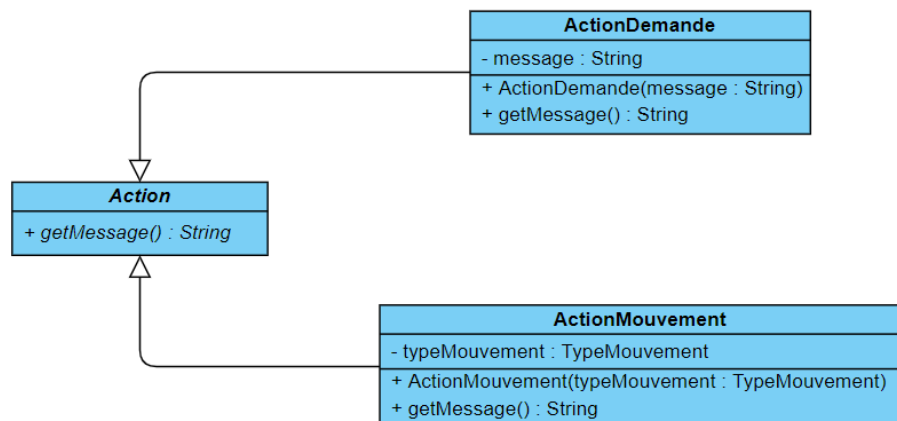 ActionDemande
- message : String
+ ActionDemande(message : String)
+ getMessage() : String
Action
+ getMessage() : String
ActionMouvement
- typeMouvement : TypeMouvement
+ ActionMouvement(typeMouvement : TypeMouvement)
+ getMessage() : String